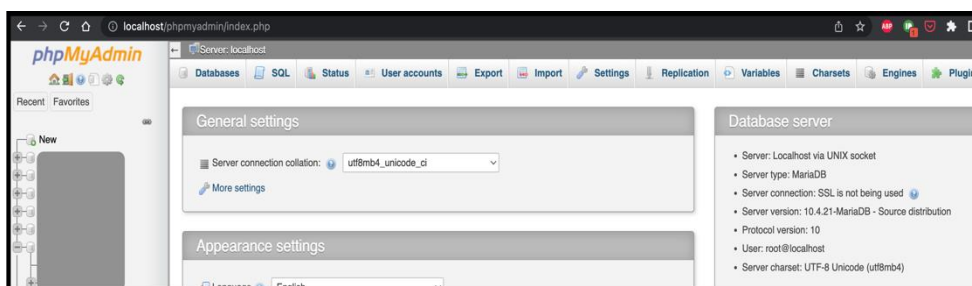 localhost/phpmyadmin/index.php
phpMyAdmin
Recent Favorites
New
Server: localhost
Databases SQL Status User accounts Export Import Settings Replication Variables Charsets Engines Plugin
General settings
Server connection collation: utf8mb4_unicode_ci
More settings
Appearance settings
Language English
Database server
• Server: Localhost via UNIX socket
• Server type: MariaDB
• Server connection: SSL is not being used
• Server version: 10.4.21-MariaDB - Source distribution
• Protocol version: 10
• User: root@localhost
• Server charset: UTF-8 Unicode (utf8mb4)